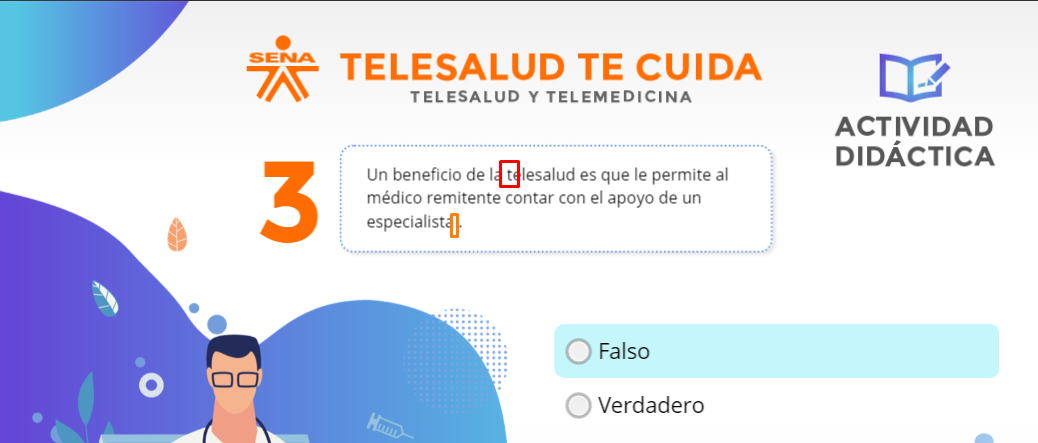 SENA
TELESALUD TE CUIDA
TELESALUD Y TELEMEDICINA
ACTIVIDAD
DIDÁCTICA
3
Un beneficio de la telesalud es que le permite al
médico remitente contar con el apoyo de un
especialista.
Falso
Verdadero